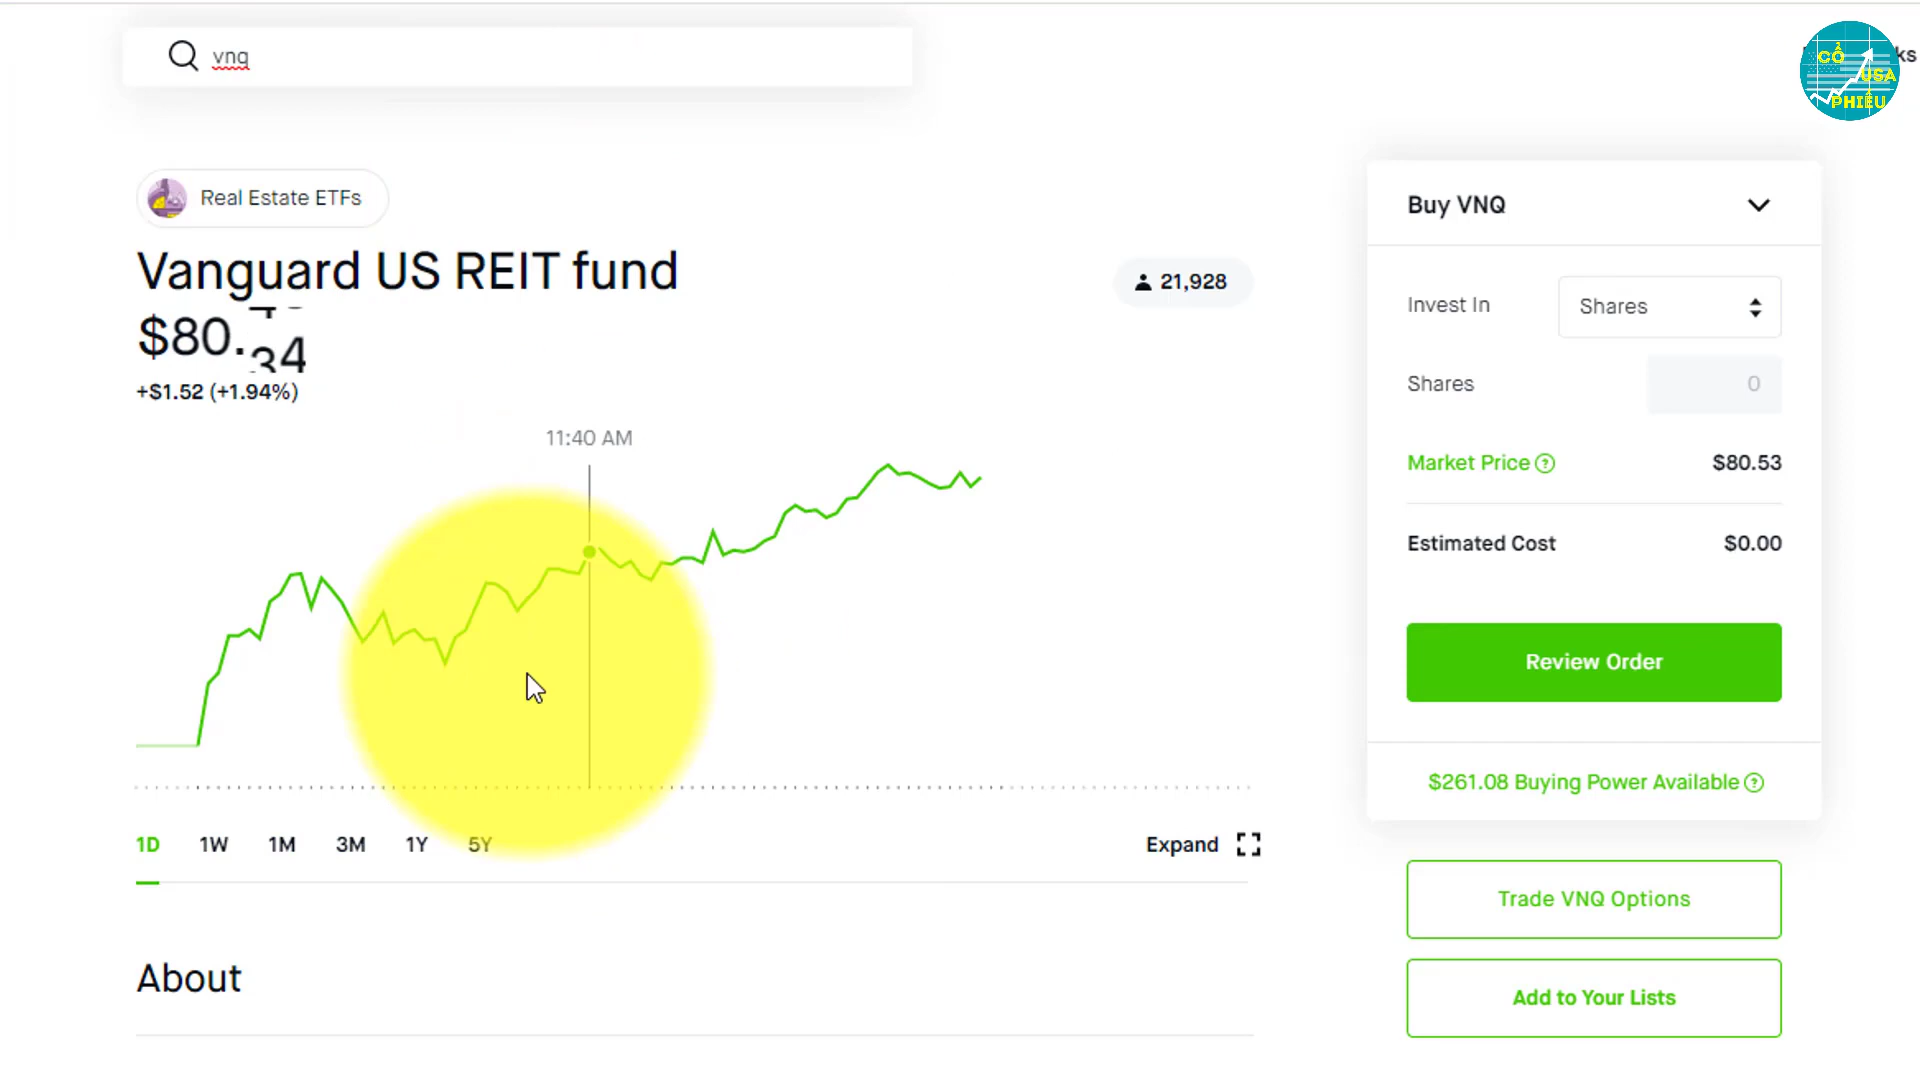 vnq
CỔ
USA
PHIẾU
ks
Real Estate ETFs
Vanguard US REIT fund
21,928
$80.34
+$1.52 (+1.94%)
11:40 AM
1D 1W 1M 3M 1Y 5Y
Expand
About
Buy VNQ
Invest In Shares
Shares 0
Market Price ?
$80.53
Estimated Cost $0.00
Review Order
$261.08 Buying Power Available ?
Trade VNQ Options
Add to Your Lists